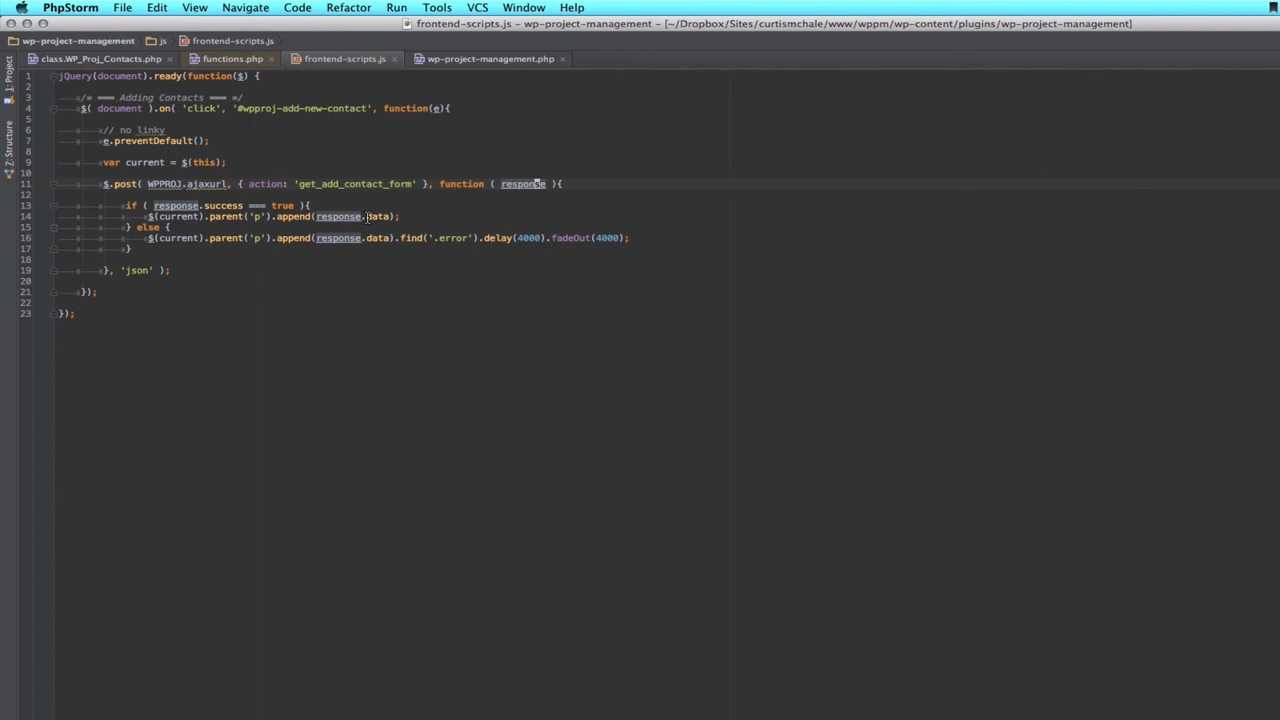 PhpStorm File Edit View Navigate Code Refactor Run Tools VCS Window Help
frontend-scripts.js – wp-project-management – [~/Dropbox/Sites/curtismchale/www/wppm/wp-content/plugins/wp-project-management]
wp-project-management js frontend-scripts.js
class.WP_Proj_Contacts.php functions.php frontend-scripts.js wp-project-management.php
1: Project
7: Structure
1 jQuery(document).ready(function($) {
2
3 /* === Adding Contacts === */
4 $( document ).on( 'click', '#wpproj-add-new-contact', function(e){
5
6 // no linky
7 e.preventDefault();
8
9 var current = $(this);
10
11 $.post( WPPROJ.ajaxurl, { action: 'get_add_contact_form' }, function ( response ){
12
13 if ( response.success === true ){
14 $(current).parent('p').append(response.data);
15 } else {
16 $(current).parent('p').append(response.data).find('.error').delay(4000).fadeOut(4000);
17 }
18
19 }, 'json' );
20
21 });
22
23 });